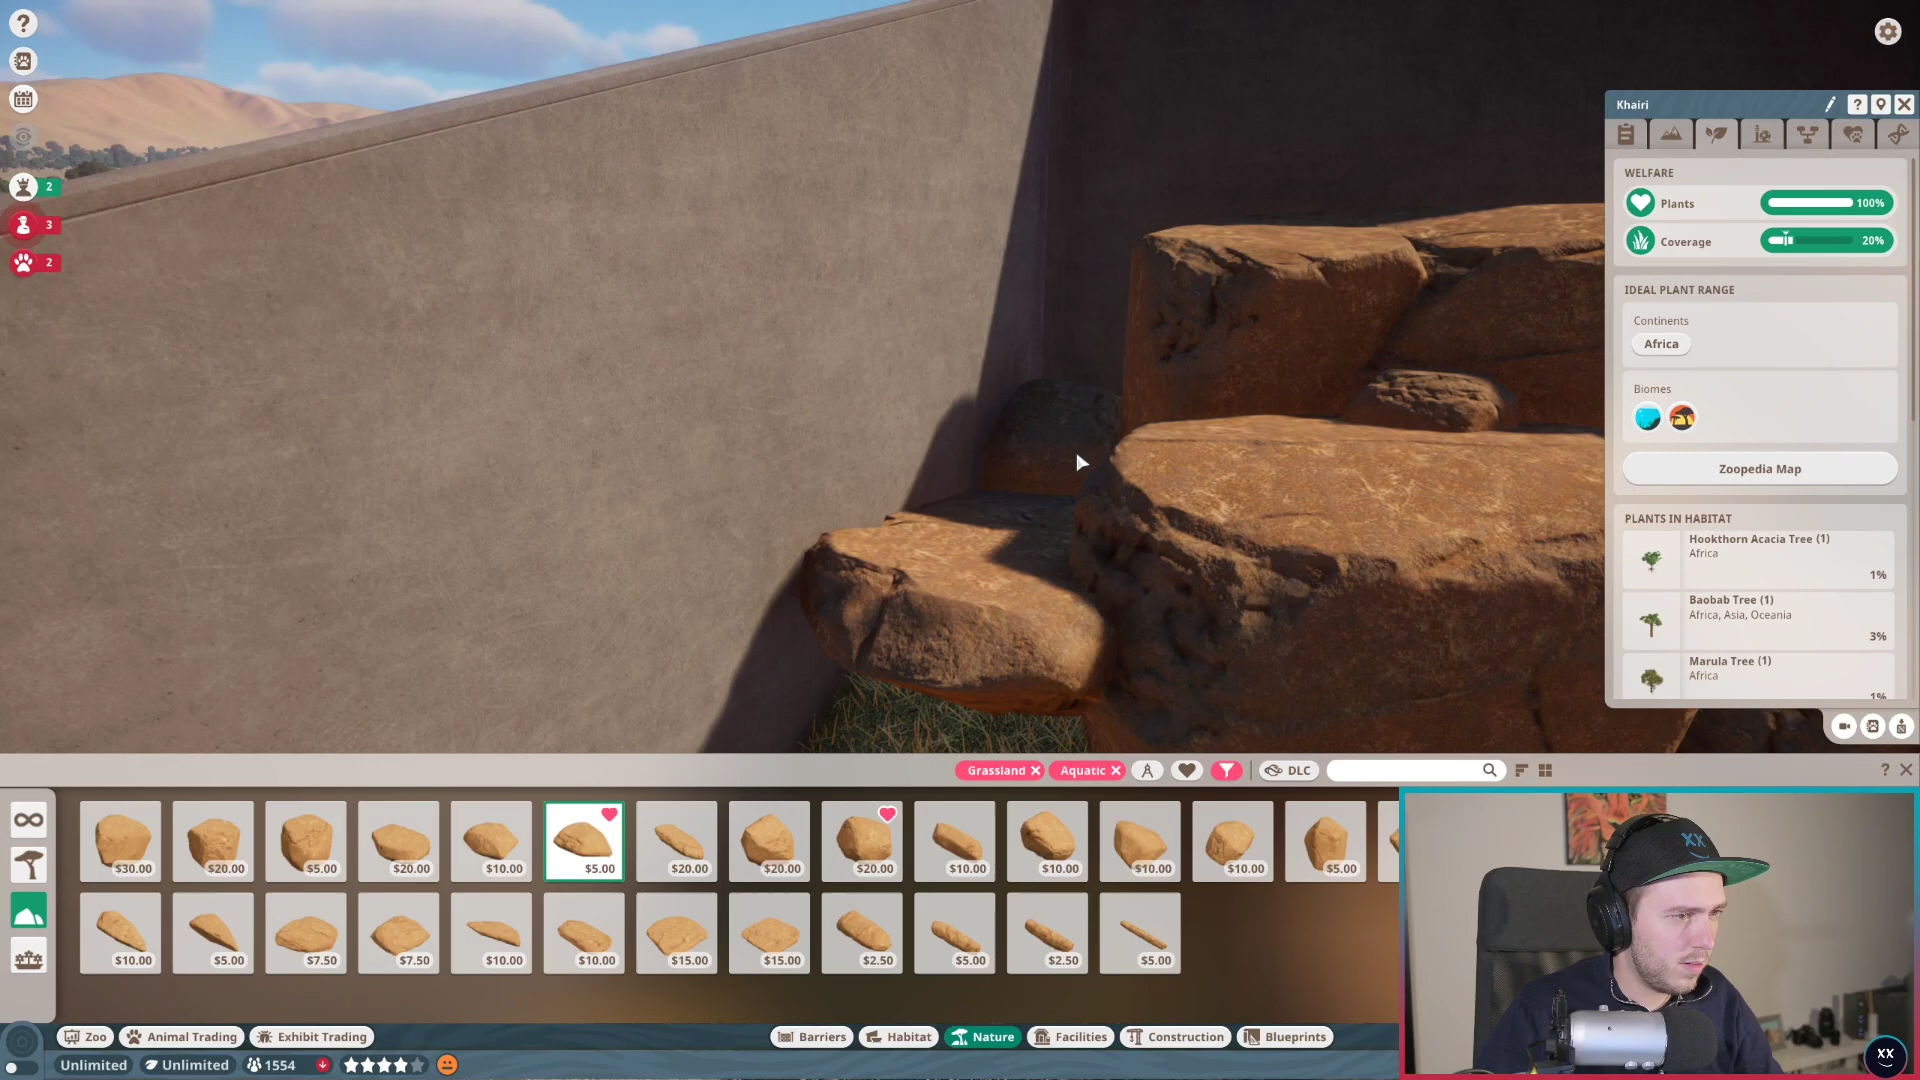 ?
2
3
2
Khairi
?
WELFARE
Plants
100%
Coverage
20%
IDEAL PLANT RANGE
Continents
Africa
Biomes
Zoopedia Map
PLANTS IN HABITAT
Hookthorn Acacia Tree (1)
Africa
1%
Baobab Tree (1)
Africa, Asia, Oceania
3%
Marula Tree (1)
Africa
1%
Grassland
Aquatic
DLC
?
$30.00 $20.00 $5.00 $20.00 $10.00 $5.00 $20.00 $20.00 $20.00 $10.00 $10.00 $10.00 $10.00 $5.00
$10.00 $5.00 $7.50 $7.50 $10.00 $10.00 $15.00 $15.00 $2.50 $5.00 $2.50 $5.00
Zoo Animal Trading Exhibit Trading Barriers Habitat Nature Facilities Construction Blueprints
Unlimited Unlimited 1554
XX
XX